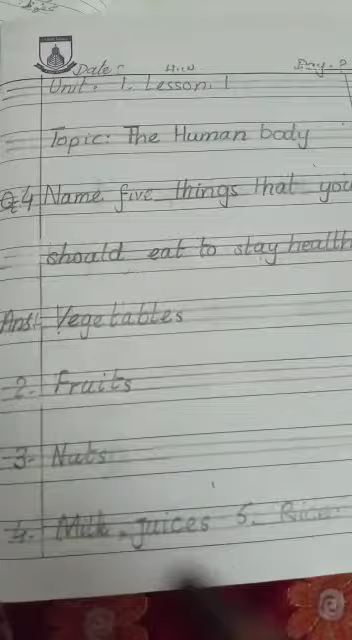 Date: H.W Day:
Unit: 1. Lesson. 1
Topic: The Human body
Q4 Name five things that you
should eat to stay health
Ans:- Vegetables
2. Fruits
3. Nuts
4. Milk, juices 5. Rice.